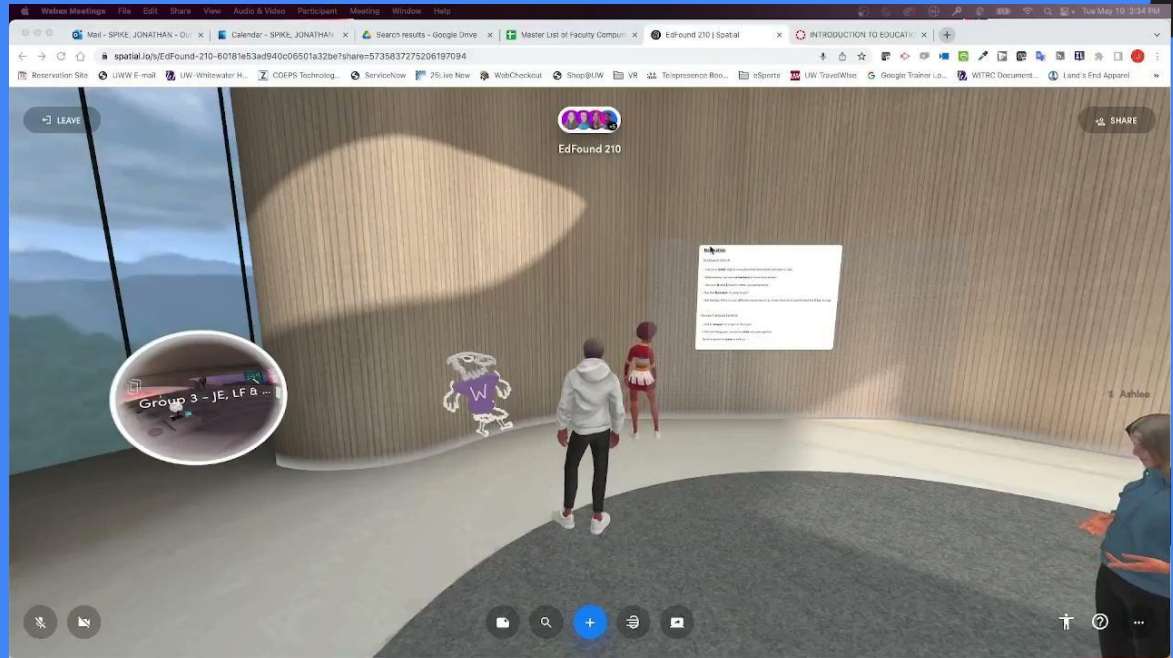 Webex Meetings File Edit Share View Audio & Video Participant Meeting Window Help Tue May 10 2:34 PM
Mail - SPIKE, JONATHAN - Ou Calendar - SPIKE, JONATHAN Search results - Google Drive Master List of Faculty Comput EdFound 210 | Spatial INTRODUCTION TO EDUCATI
spatial.io/s/EdFound-210-60181e53ad940c06501a32be?share=5735837275206197094
Reservation Site UWW E-mail UW-Whitewater H... COEPS Technolog... ServiceNow 25Live New WebCheckout Shop@UW VR Telepresence Boo... eSports UW TravelWIse Google Trainer Lo... WITRC Document... Land's End Apparel »
LEAVE
SHARE
EdFound 210
Navigation
Group 3 - JE, LF & ...
W
Ashlee